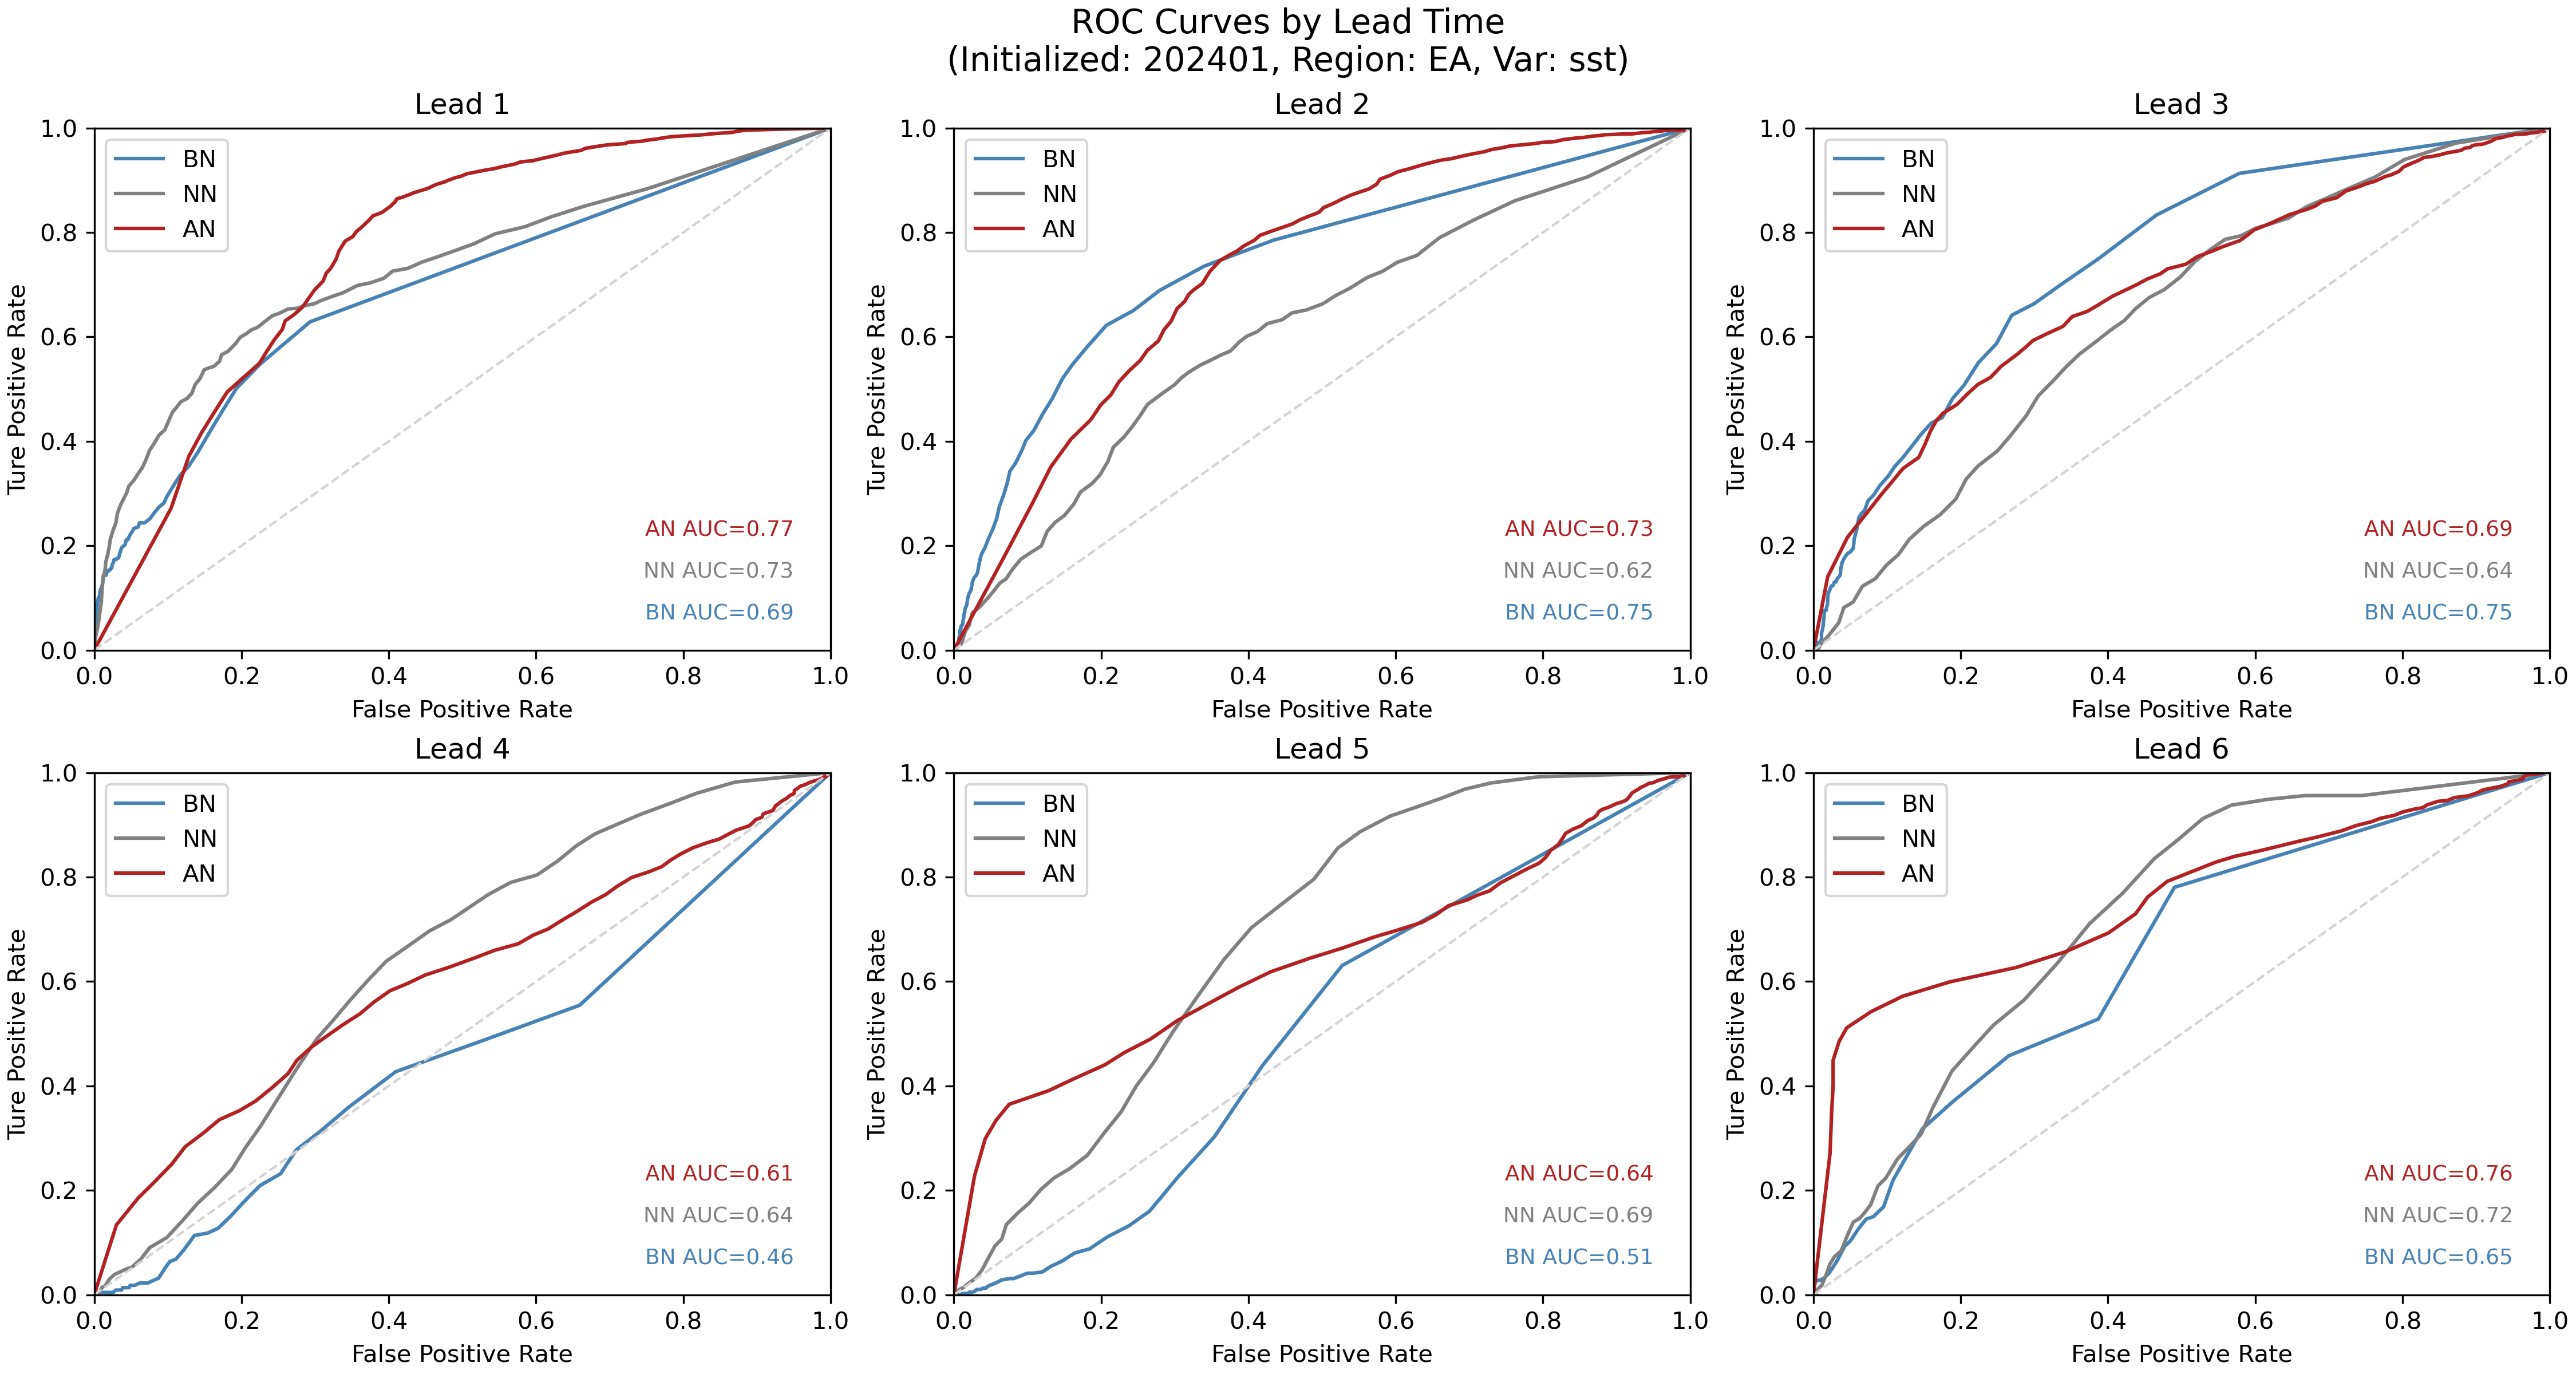 ROC Curves by Lead Time
(Initialized: 202401, Region: EA, Var: sst)
Lead 1
1.0
0.8
0.6
0.4
0.2
0.0
Ture Positive Rate
BN
NN
AN
AN AUC=0.77
NN AUC=0.73
BN AUC=0.69
0.0 0.2 0.4 0.6 0.8 1.0
False Positive Rate
Lead 2
1.0
0.8
0.6
0.4
0.2
0.0
Ture Positive Rate
BN
NN
AN
AN AUC=0.73
NN AUC=0.62
BN AUC=0.75
0.0 0.2 0.4 0.6 0.8 1.0
False Positive Rate
Lead 3
1.0
0.8
0.6
0.4
0.2
0.0
Ture Positive Rate
BN
NN
AN
AN AUC=0.69
NN AUC=0.64
BN AUC=0.75
0.0 0.2 0.4 0.6 0.8 1.0
False Positive Rate
Lead 4
1.0
0.8
0.6
0.4
0.2
0.0
Ture Positive Rate
BN
NN
AN
AN AUC=0.61
NN AUC=0.64
BN AUC=0.46
0.0 0.2 0.4 0.6 0.8 1.0
False Positive Rate
Lead 5
1.0
0.8
0.6
0.4
0.2
0.0
Ture Positive Rate
BN
NN
AN
AN AUC=0.64
NN AUC=0.69
BN AUC=0.51
0.0 0.2 0.4 0.6 0.8 1.0
False Positive Rate
Lead 6
1.0
0.8
0.6
0.4
0.2
0.0
Ture Positive Rate
BN
NN
AN
AN AUC=0.76
NN AUC=0.72
BN AUC=0.65
0.0 0.2 0.4 0.6 0.8 1.0
False Positive Rate